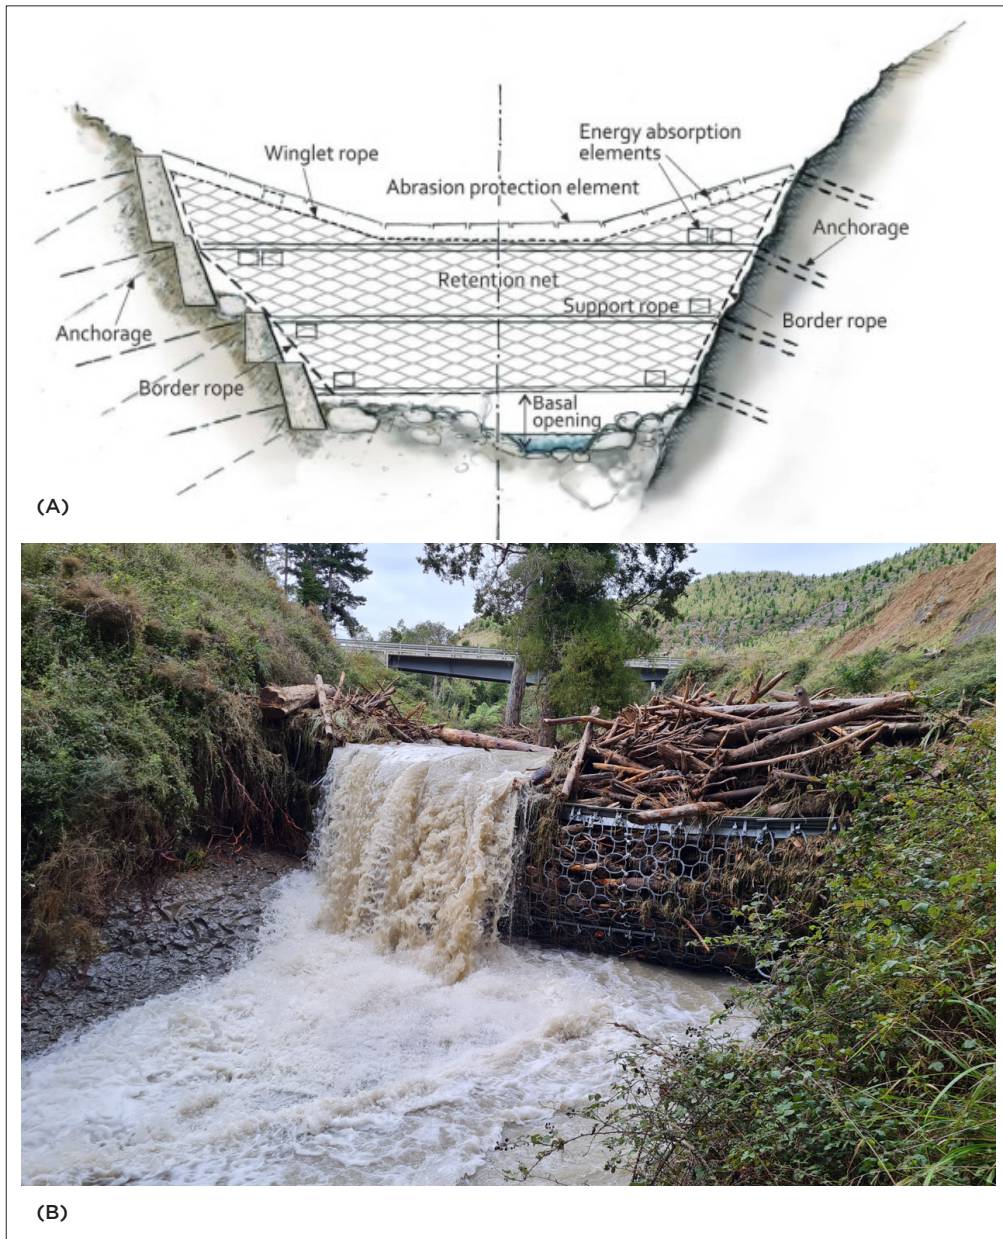 Energy absorption
elements
Winglet rope
Abrasion protection element
Anchorage
Retention net
Support rope
Border rope
Anchorage
Border rope
Basal
opening
(A)
(B)